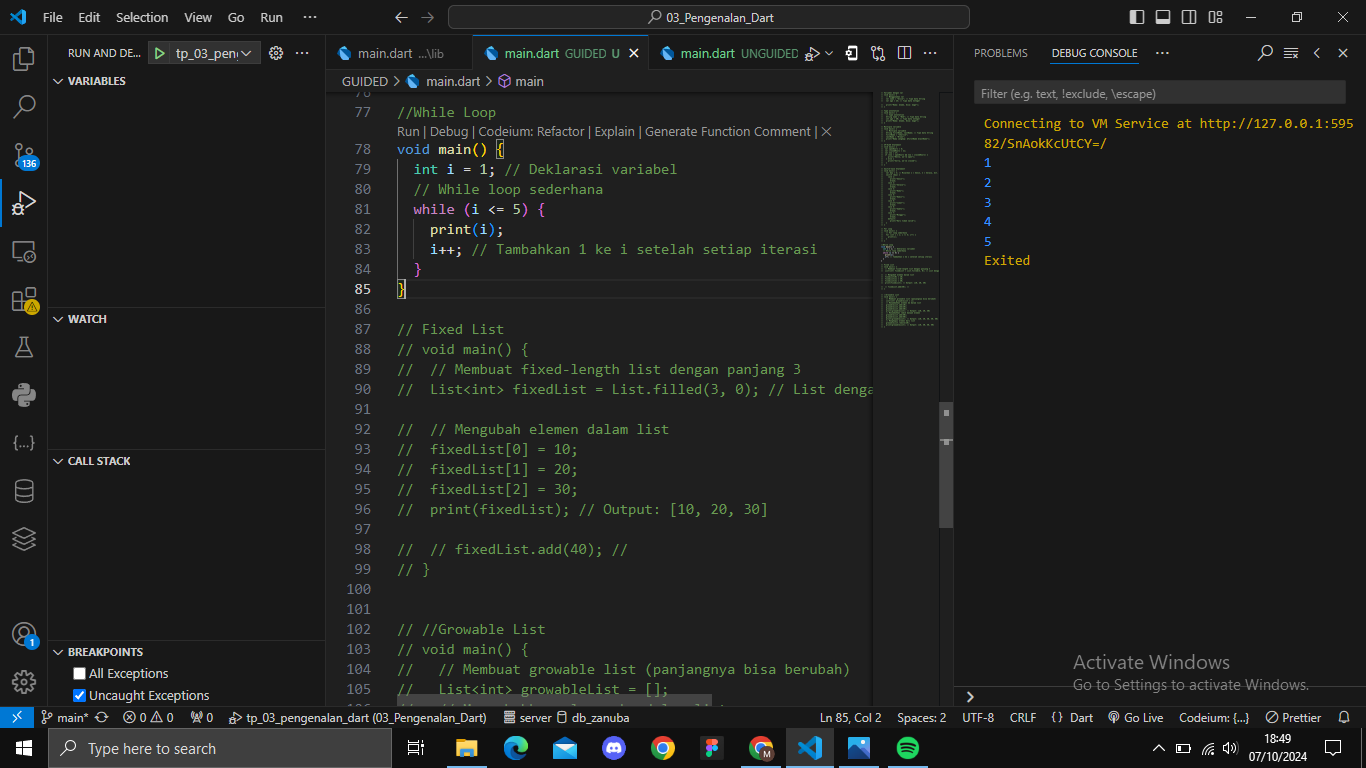 File Edit Selection View Go Run ··· 03_Pengenalan_Dart
RUN AND DE... tp_03_pen
VARIABLES
WATCH
CALL STACK
BREAKPOINTS
All Exceptions
Uncaught Exceptions
main.dart ...\lib main.dart GUIDED U main.dart UNGUIDED
GUIDED > main.dart > main
76
77 //While Loop
Run | Debug | Codeium: Refactor | Explain | Generate Function Comment | ✕
78 void main() {
79 int i = 1; // Deklarasi variabel
80 // While loop sederhana
81 while (i <= 5) {
82 print(i);
83 i++; // Tambahkan 1 ke i setelah setiap iterasi
84 }
85 }
86
87 // Fixed List
88 // void main() {
89 // // Membuat fixed-length list dengan panjang 3
90 // List<int> fixedList = List.filled(3, 0); // List denga
91
92 // // Mengubah elemen dalam list
93 // fixedList[0] = 10;
94 // fixedList[1] = 20;
95 // fixedList[2] = 30;
96 // print(fixedList); // Output: [10, 20, 30]
97
98 // // fixedList.add(40); //
99 // }
100
101
102 // //Growable List
103 // void main() {
104 // // Membuat growable list (panjangnya bisa berubah)
105 // List<int> growableList = [];
PROBLEMS DEBUG CONSOLE ···
Filter (e.g. text, !exclude, \escape)
Connecting to VM Service at http://127.0.0.1:595
82/SnAokKcUtCY=/
1
2
3
4
5
Exited
Activate Windows
Go to Settings to activate Windows.
136
1
main* 0 0 0 tp_03_pengenalan_dart (03_Pengenalan_Dart) server db_zanuba Ln 85, Col 2 Spaces: 2 UTF-8 CRLF {} Dart Go Live Codeium: {...} Prettier
Type here to search
M
18:49
07/10/2024